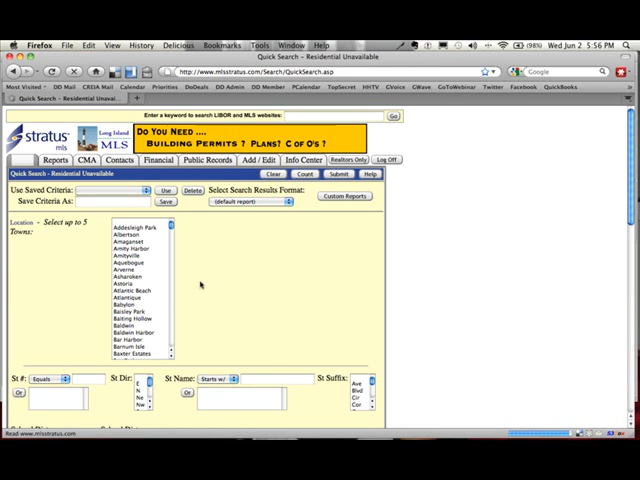 Firefox File Edit View History Delicious Bookmarks Tools Window Help (98%) Wed Jun 2 5:56 PM
Quick Search - Residential Unavailable
http://www.mlsstratus.com/Search/QuickSearch.asp
Google
Most Visited DD Mail CREIA Mail Calendar Priorities DoDeals DD Admin DD Member PCalendar TopSelector HHTV GVoice GWave GCal GoToWebinar Twitter Facebook QuickBooks
Quick Search - Residential Unavai...
Enter a keyword to search LIBOR and MLS websites: Go
stratus mls
Long Island MLS
Do You Need ....
Building Permits ? Plans? C of O's ?
Reports CMA Contacts Financial Public Records Add / Edit Info Center Realtors Only Log Off
Quick Search - Residential Unavailable Clear Count Submit Help
Use Saved Criteria: Use Delete Select Search Results Format:
Save Criteria As: Save (default report) Custom Reports
Location - Select up to 5
Towns:
Addesleigh Park
Albertson
Amagansett
Amity Harbor
Amityville
Aquebogue
Arverne
Asharoken
Astoria
Atlantic Beach
Atlantique
Babylon
Baisley Park
Baiting Hollow
Baldwin
Baldwin Harbor
Bar Harbor
Barnum Isle
Baxter Estates
St #: Equals St Dir: E N Ne Nw St Name: Starts w/ St Suffix: Ave Blvd Cir Cor
Or Or
Read www.mlsstratus.com